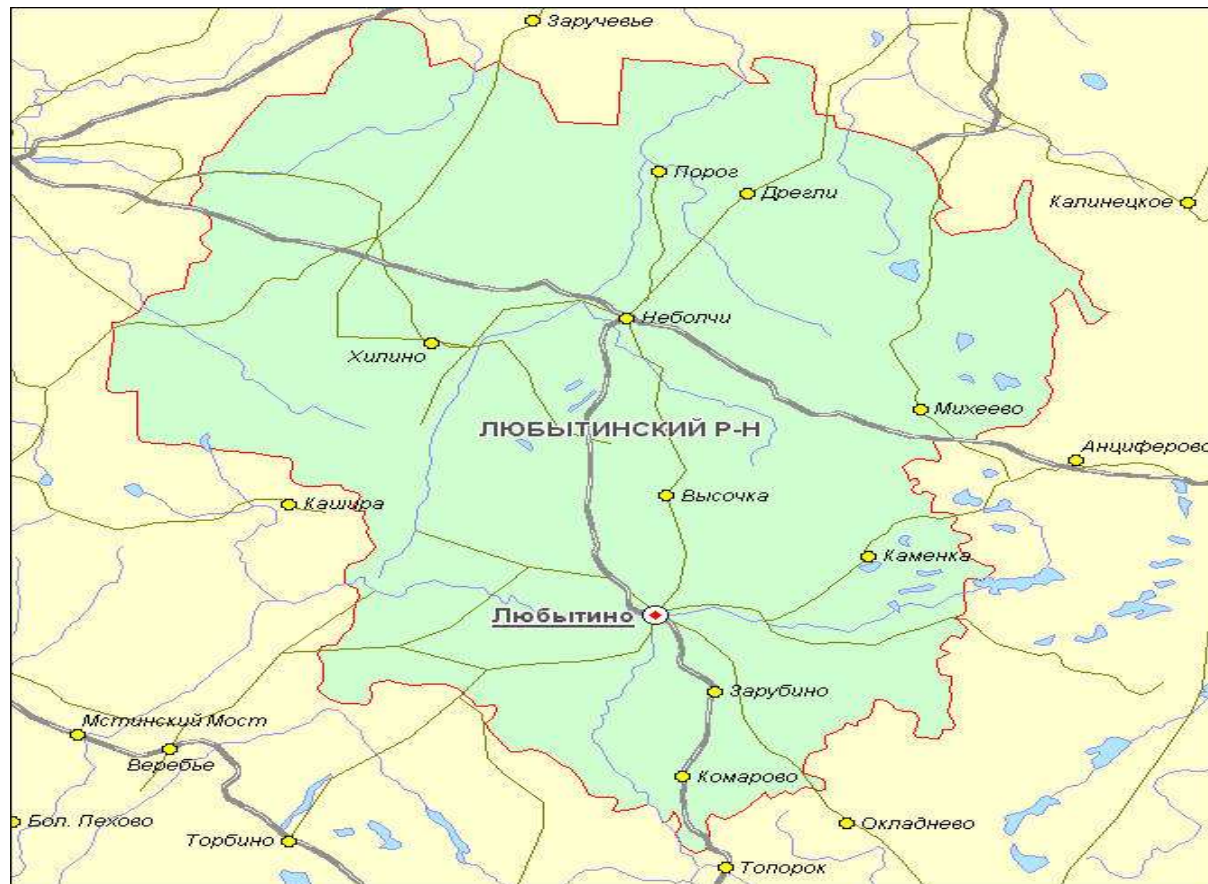 Заручевье
Порог
Дрегли
Калинецкое
Неболчи
Хилино
Михеево
ЛЮБЫТИНСКИЙ Р-Н
Анциферово
Высочка
Кашира
Каменка
Любытино
Зарубино
Мстинский Мост
Веребье
Комарово
Бол. Пехово
Торбино
Окладнево
Топорок